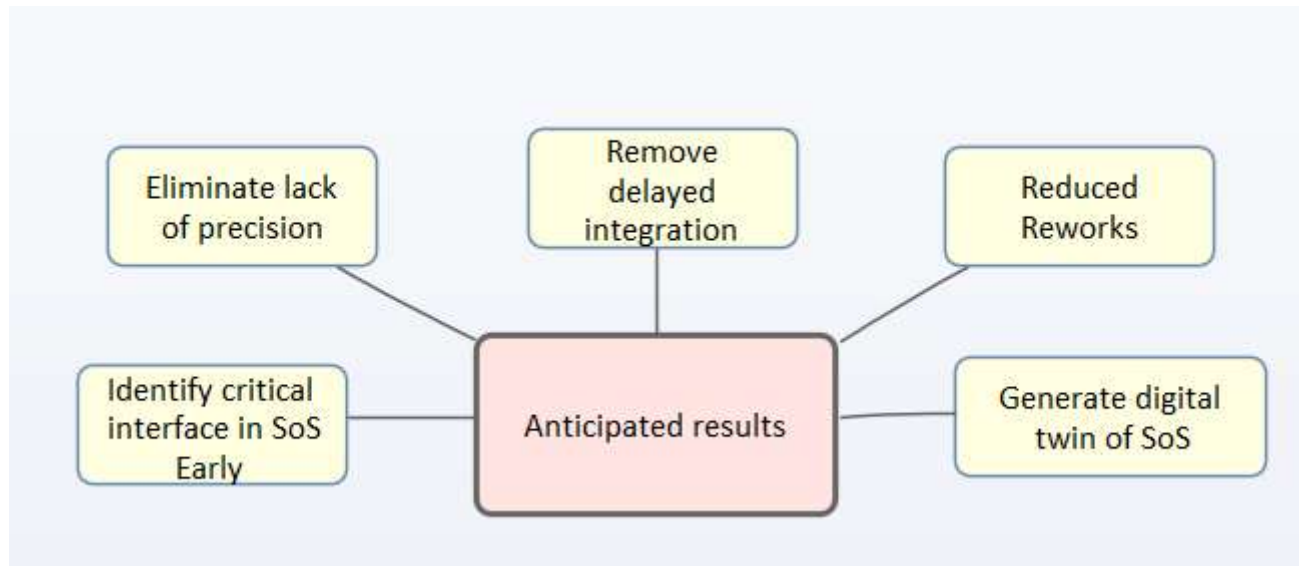 Eliminate lack
of precision
Remove
delayed
integration
Reduced
Reworks
Identify critical
interface in SoS
Early
Anticipated results
Generate digital
twin of SoS